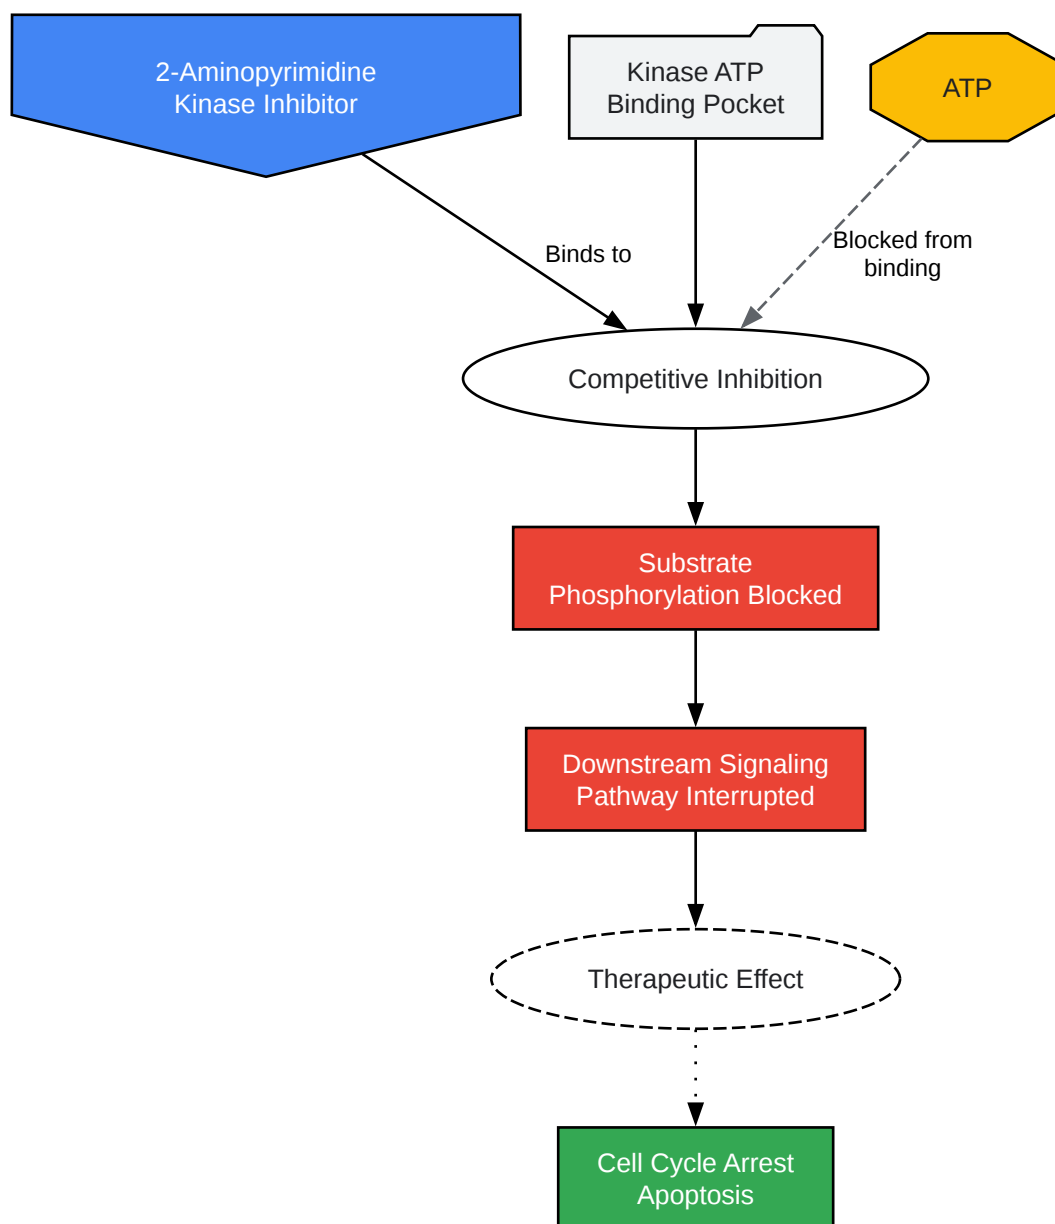 2-Aminopyrimidine
Kinase Inhibitor
Kinase ATP
Binding Pocket
ATP
Binds to
Blocked from
binding
Competitive Inhibition
Substrate
Phosphorylation Blocked
Downstream Signaling
Pathway Interrupted
Therapeutic Effect
Cell Cycle Arrest
Apoptosis